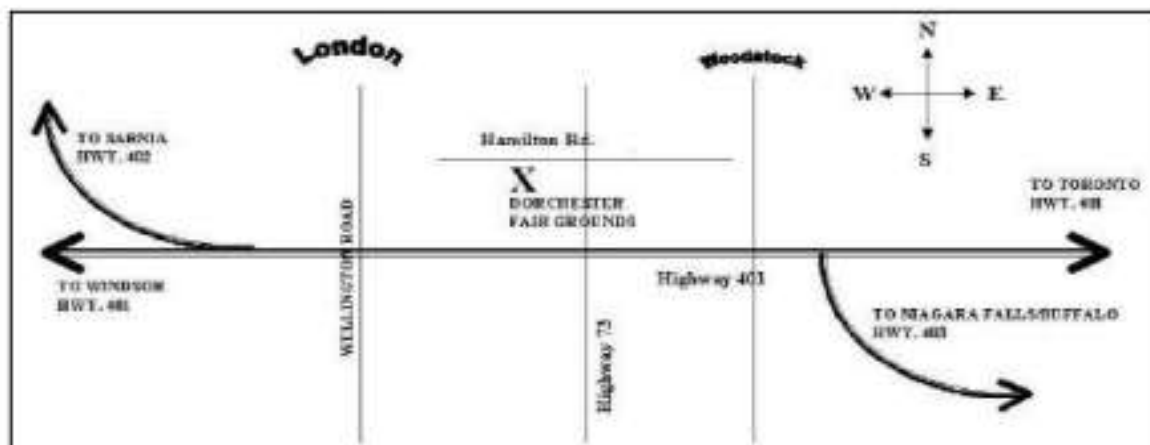 London
Woodstock
N
W
E
S
TO SARNIA
HWY. 402
Hamilton Rd.
X
DORCHESTER
FAIR GROUNDS
TO TORONTO
HWY. 401
WELLINGTON ROAD
TO WINDSOR
HWY. 401
Highway 401
Highway 73
TO NIAGARA FALLS/BUFFALO
HWY. 403